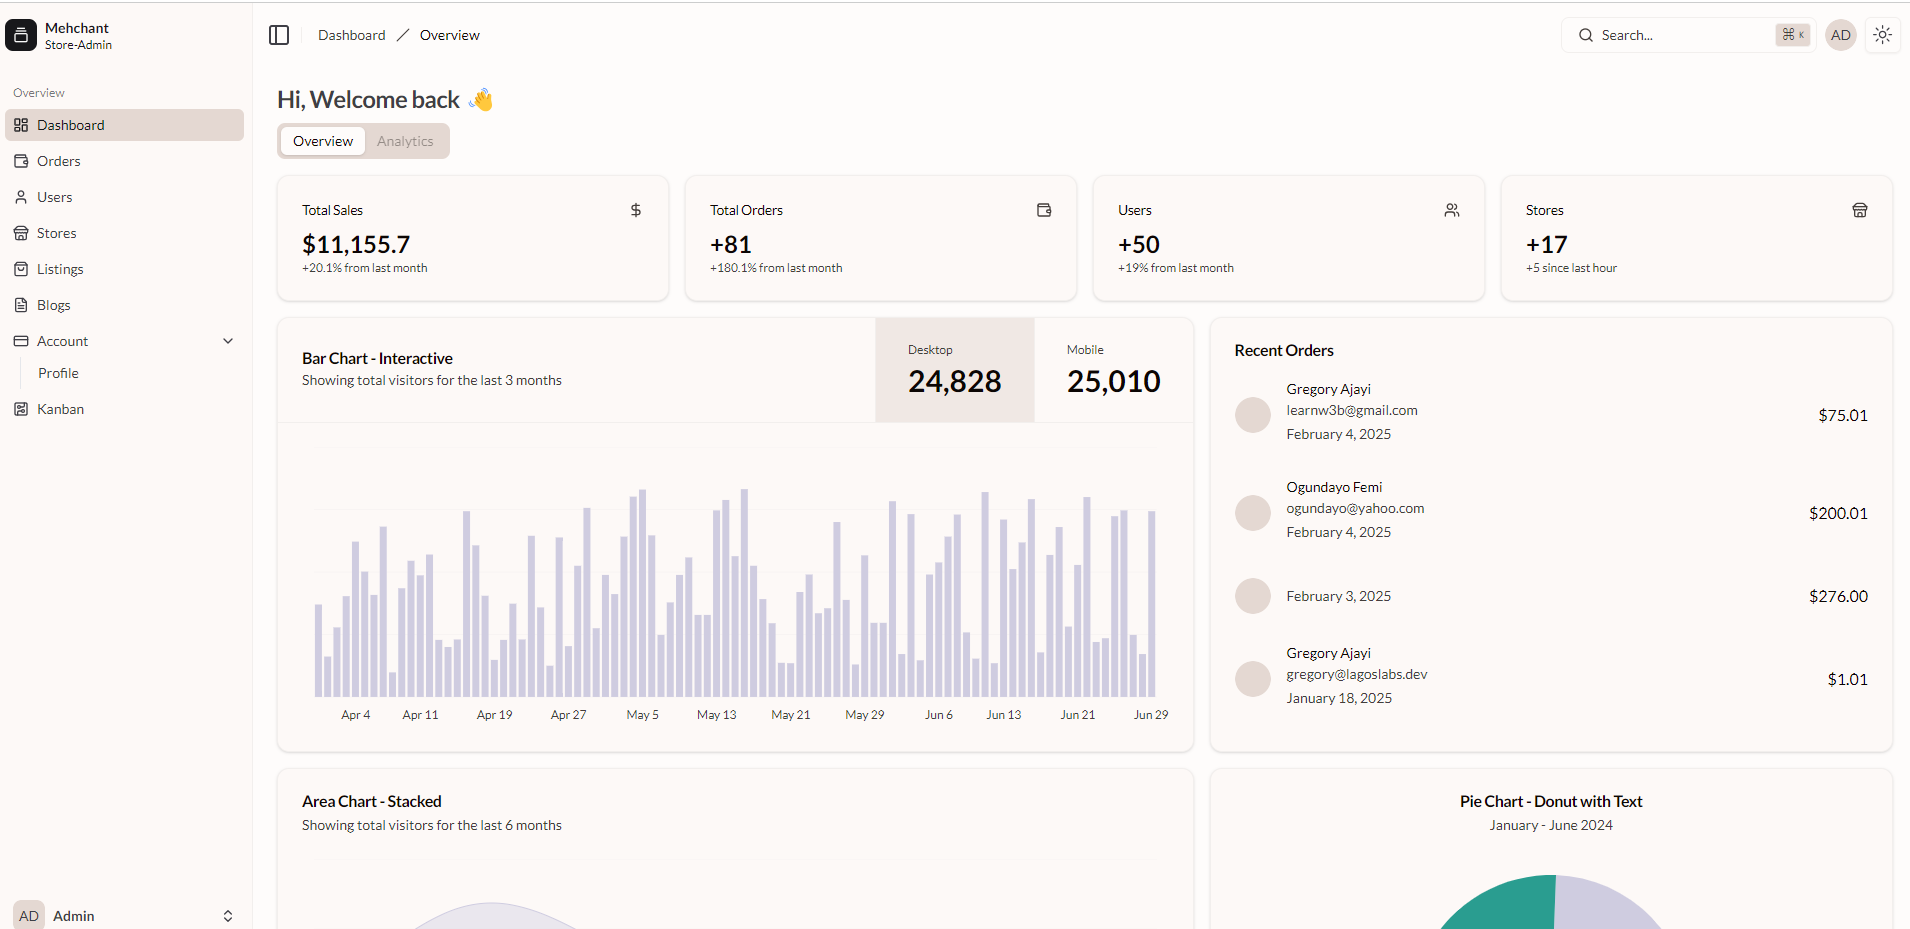 Mehchant
Store-Admin
Overview
Dashboard
Orders
Users
Stores
Listings
Blogs
Account
Profile
Kanban
AD Admin
Dashboard Overview
Search... ⌘ K AD
Hi, Welcome back 👋
Overview Analytics
Total Sales $
$11,155.7
+20.1% from last month
Total Orders
+81
+180.1% from last month
Users
+50
+19% from last month
Stores
+17
+5 since last hour
Bar Chart - Interactive
Showing total visitors for the last 3 months
Desktop
24,828
Mobile
25,010
Apr 4 Apr 11 Apr 19 Apr 27 May 5 May 13 May 21 May 29 Jun 6 Jun 13 Jun 21 Jun 29
Recent Orders
Gregory Ajayi
learnw3b@gmail.com
February 4, 2025
$75.01
Ogundayo Femi
ogundayo@yahoo.com
February 4, 2025
$200.01
February 3, 2025
$276.00
Gregory Ajayi
gregory@lagoslabs.dev
January 18, 2025
$1.01
Area Chart - Stacked
Showing total visitors for the last 6 months
Pie Chart - Donut with Text
January - June 2024